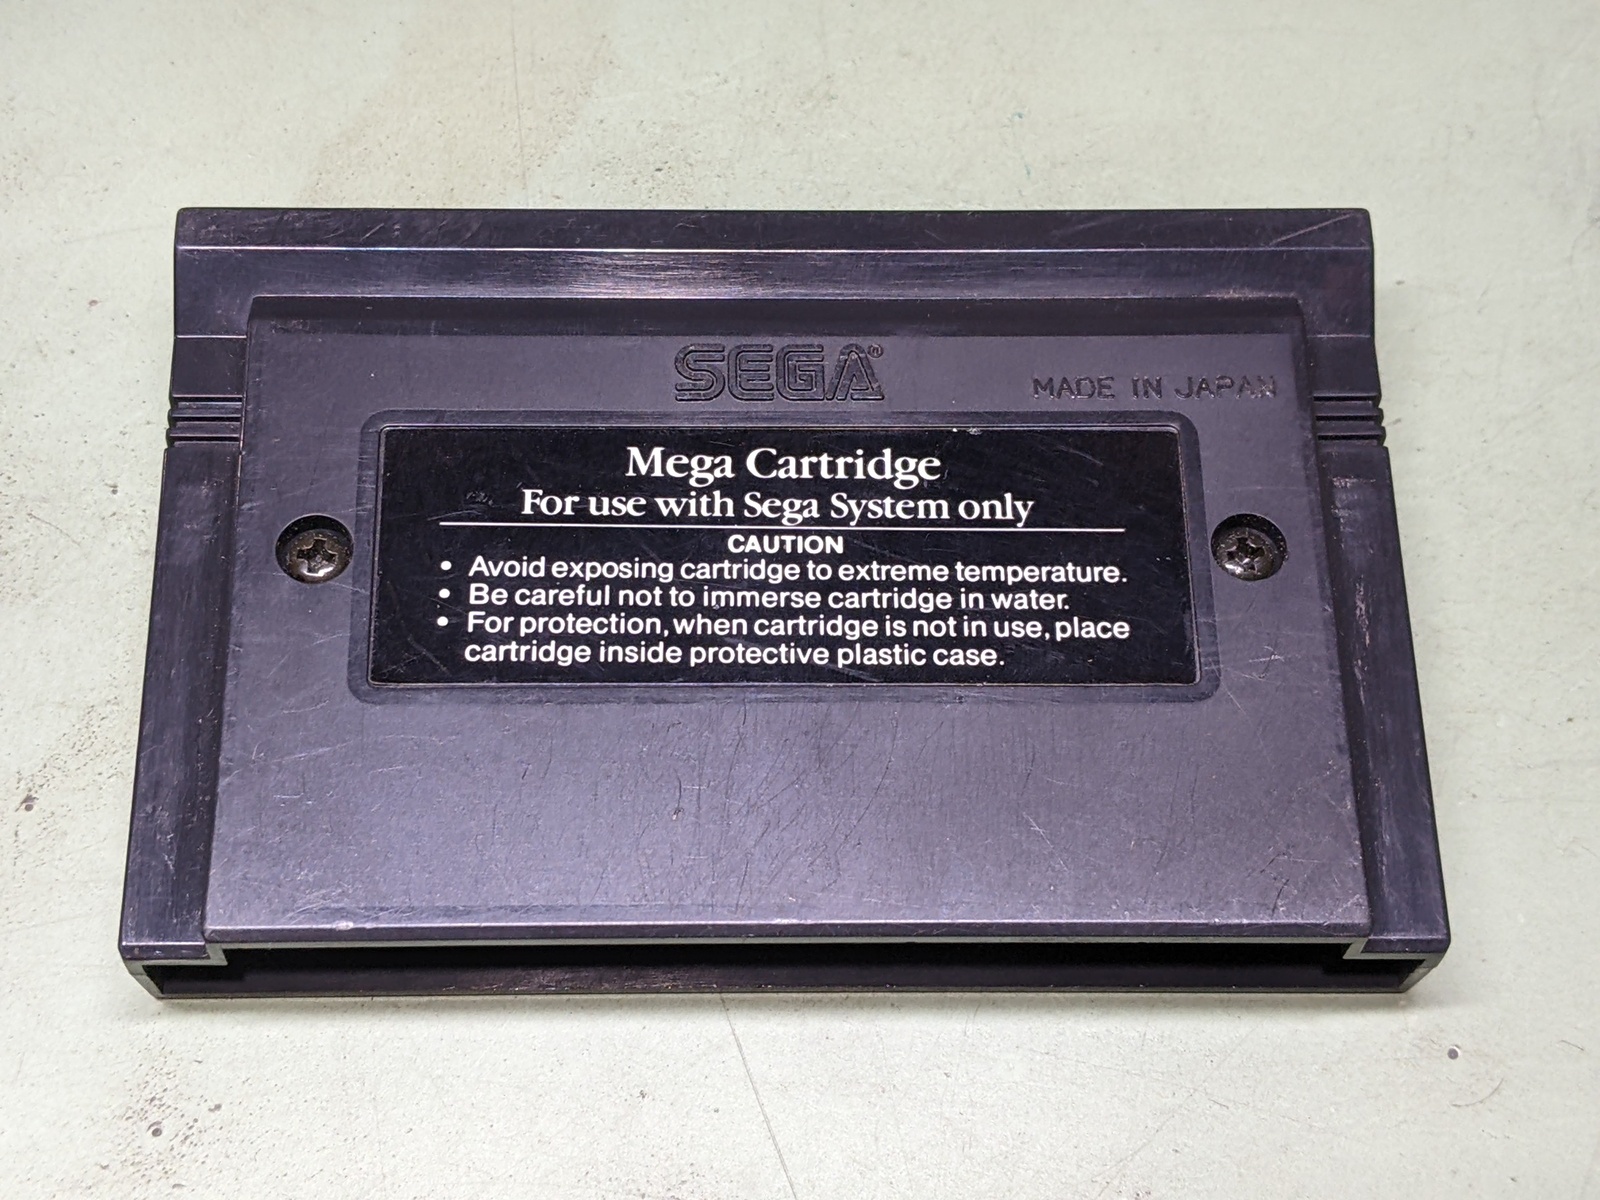 SEGA®
MADE IN JAPAN
Mega Cartridge
For use with Sega System only
CAUTION
• Avoid exposing cartridge to extreme temperature.
• Be careful not to immerse cartridge in water.
• For protection, when cartridge is not in use, place
cartridge inside protective plastic case.